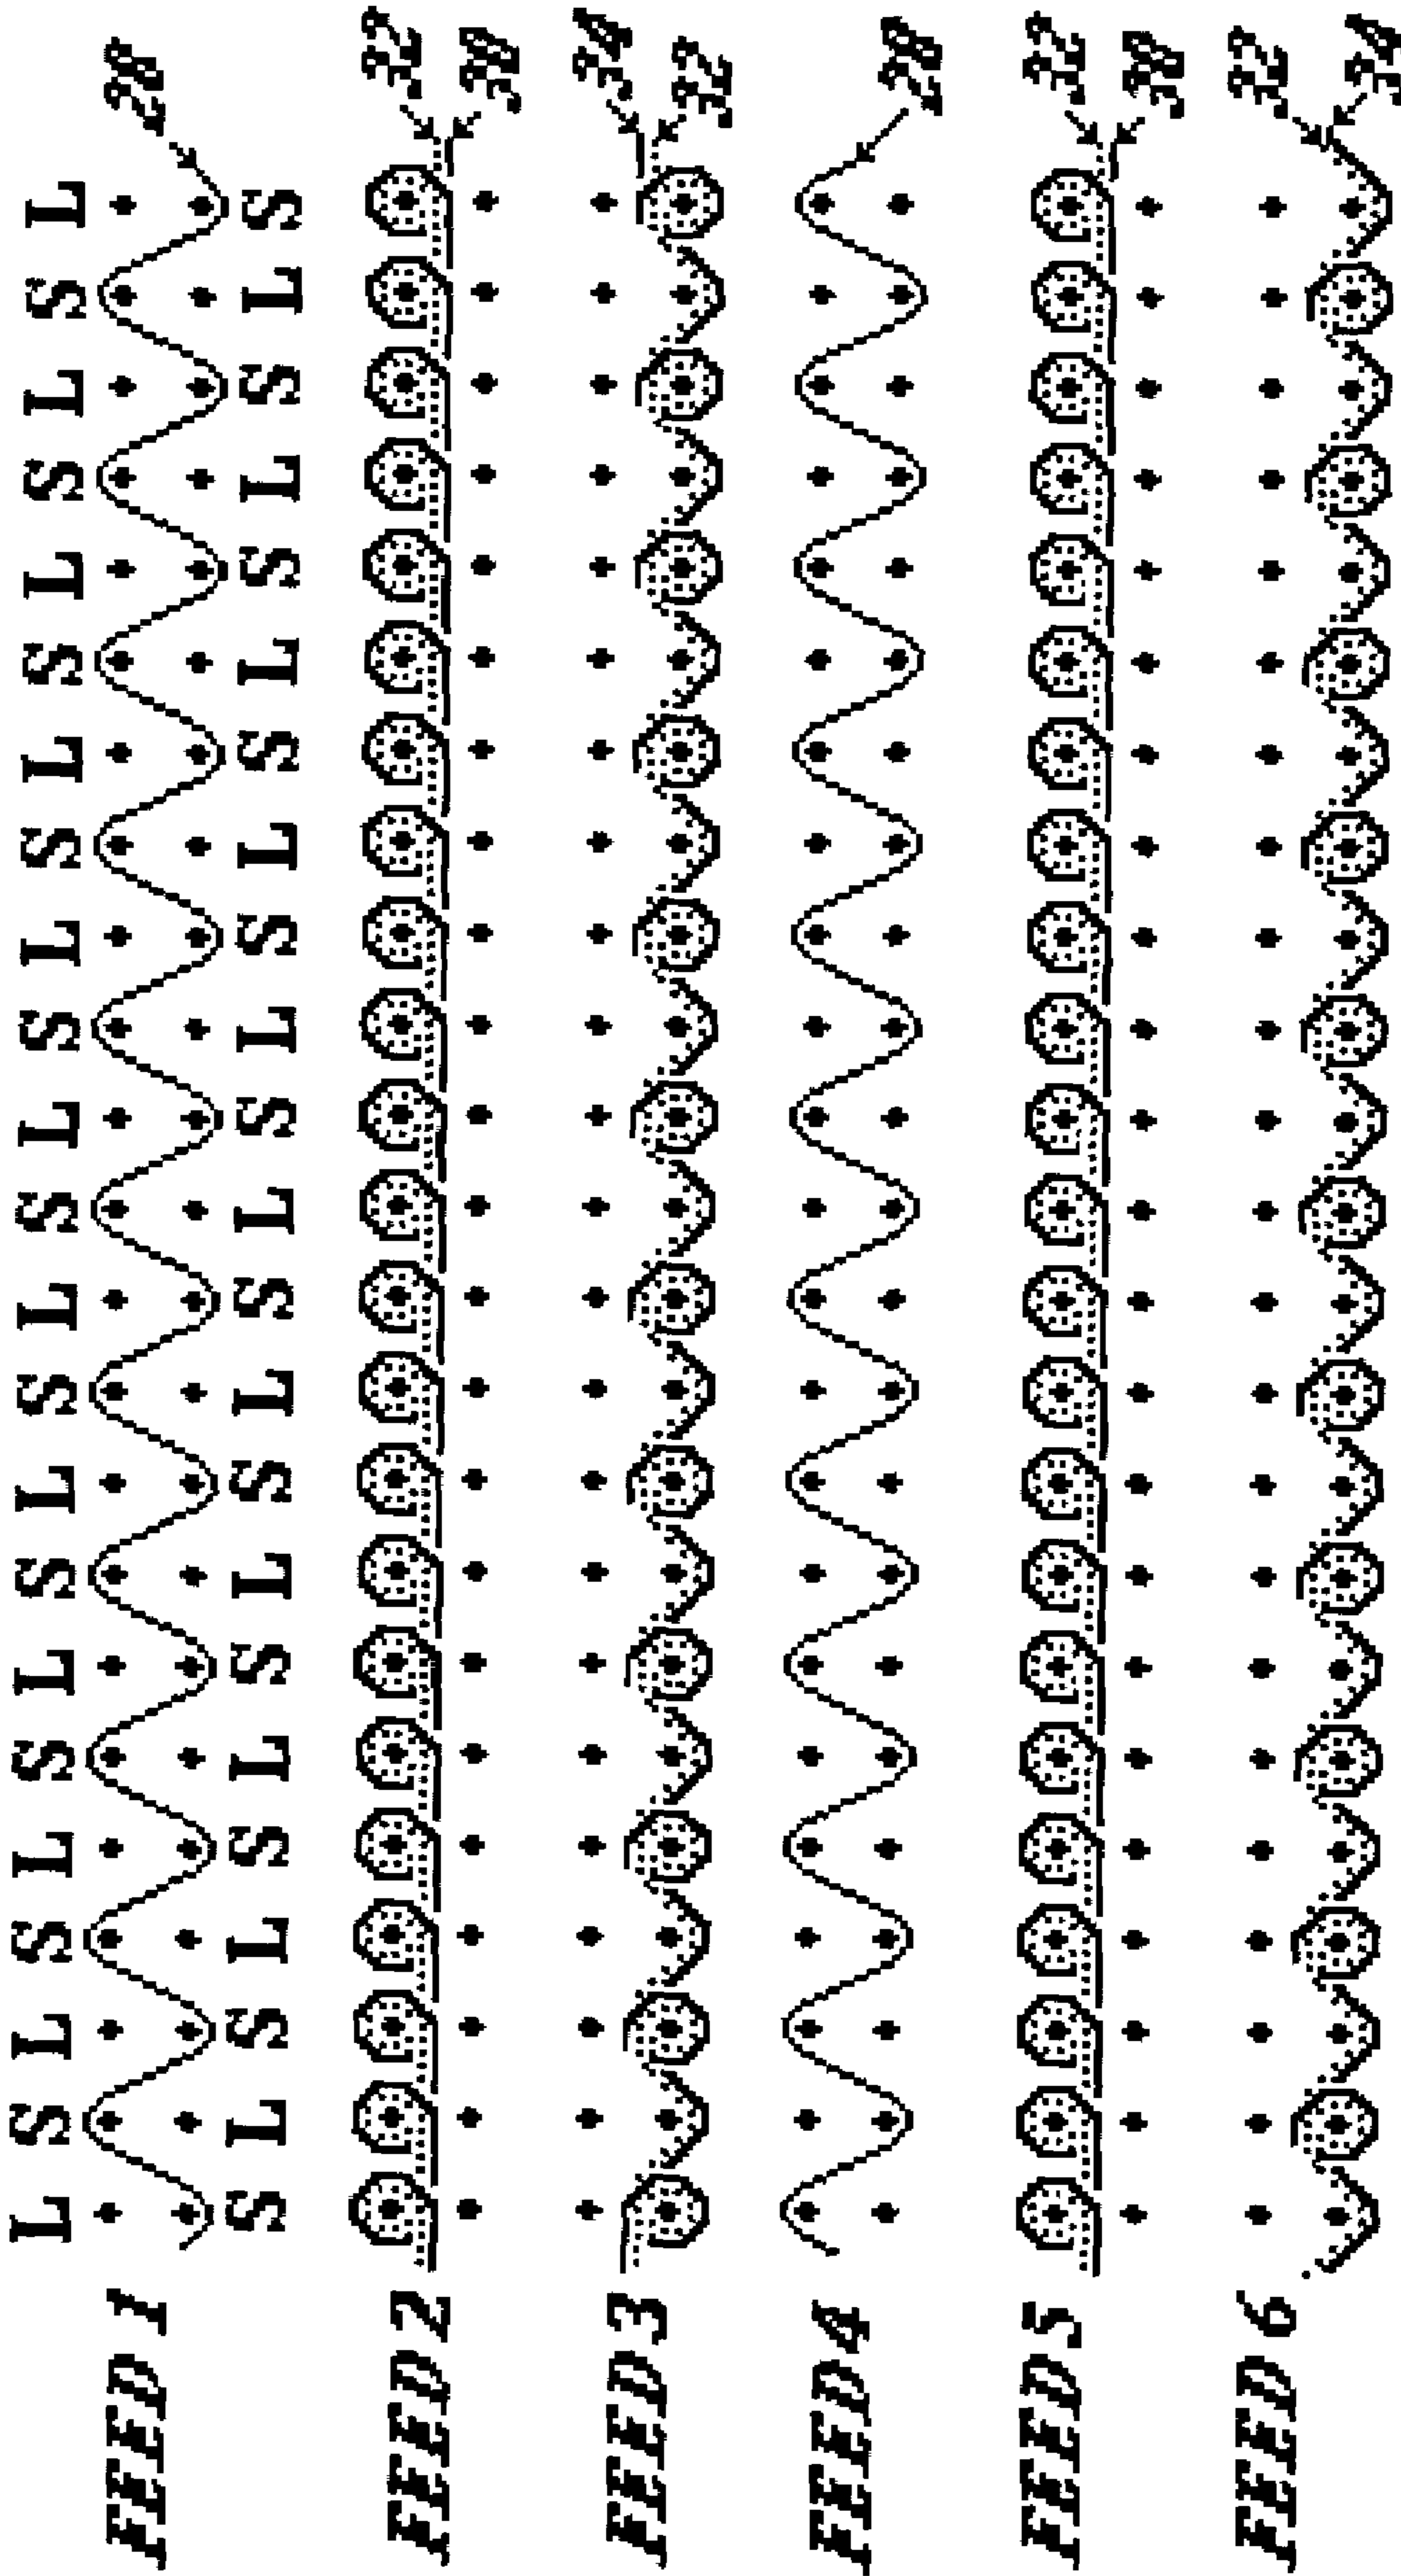 L S L S L S L S L S L S L S L S L S L S L S L
FEED 1 28
S L S L S L S L S L S L S L S L S L S L S L S
32
FEED 2 30
34
FEED 3 32
FEED 4 28
32
FEED 5 30
32
FEED 6 34